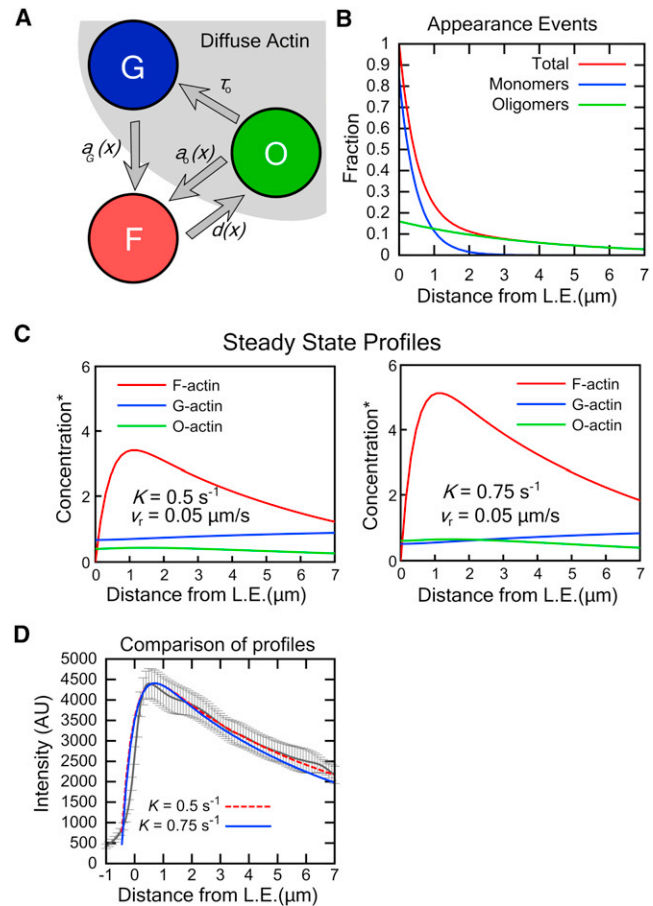 A
Diffuse Actin
G
O
F
τₒ
a_G(x)
aₒ(x)
d(x)
B
Appearance Events
Total
Monomers
Oligomers
Fraction
1
0.9
0.8
0.7
0.6
0.5
0.4
0.3
0.2
0.1
0
0 1 2 3 4 5 6 7
Distance from L.E.(µm)
C
Steady State Profiles
F-actin
G-actin
O-actin
Concentration*
6
4
2
0
K = 0.5 s⁻¹
vᵣ = 0.05 µm/s
0 1 2 3 4 5 6 7
Distance from L.E.(µm)
F-actin
G-actin
O-actin
Concentration*
6
4
2
0
K = 0.75 s⁻¹
vᵣ = 0.05 µm/s
0 1 2 3 4 5 6 7
Distance from L.E.(µm)
D
Comparison of profiles
Intensity (AU)
5000
4500
4000
3500
3000
2500
2000
1500
1000
500
0
K = 0.5 s⁻¹
K = 0.75 s⁻¹
-1 0 1 2 3 4 5 6 7
Distance from L.E.(µm)